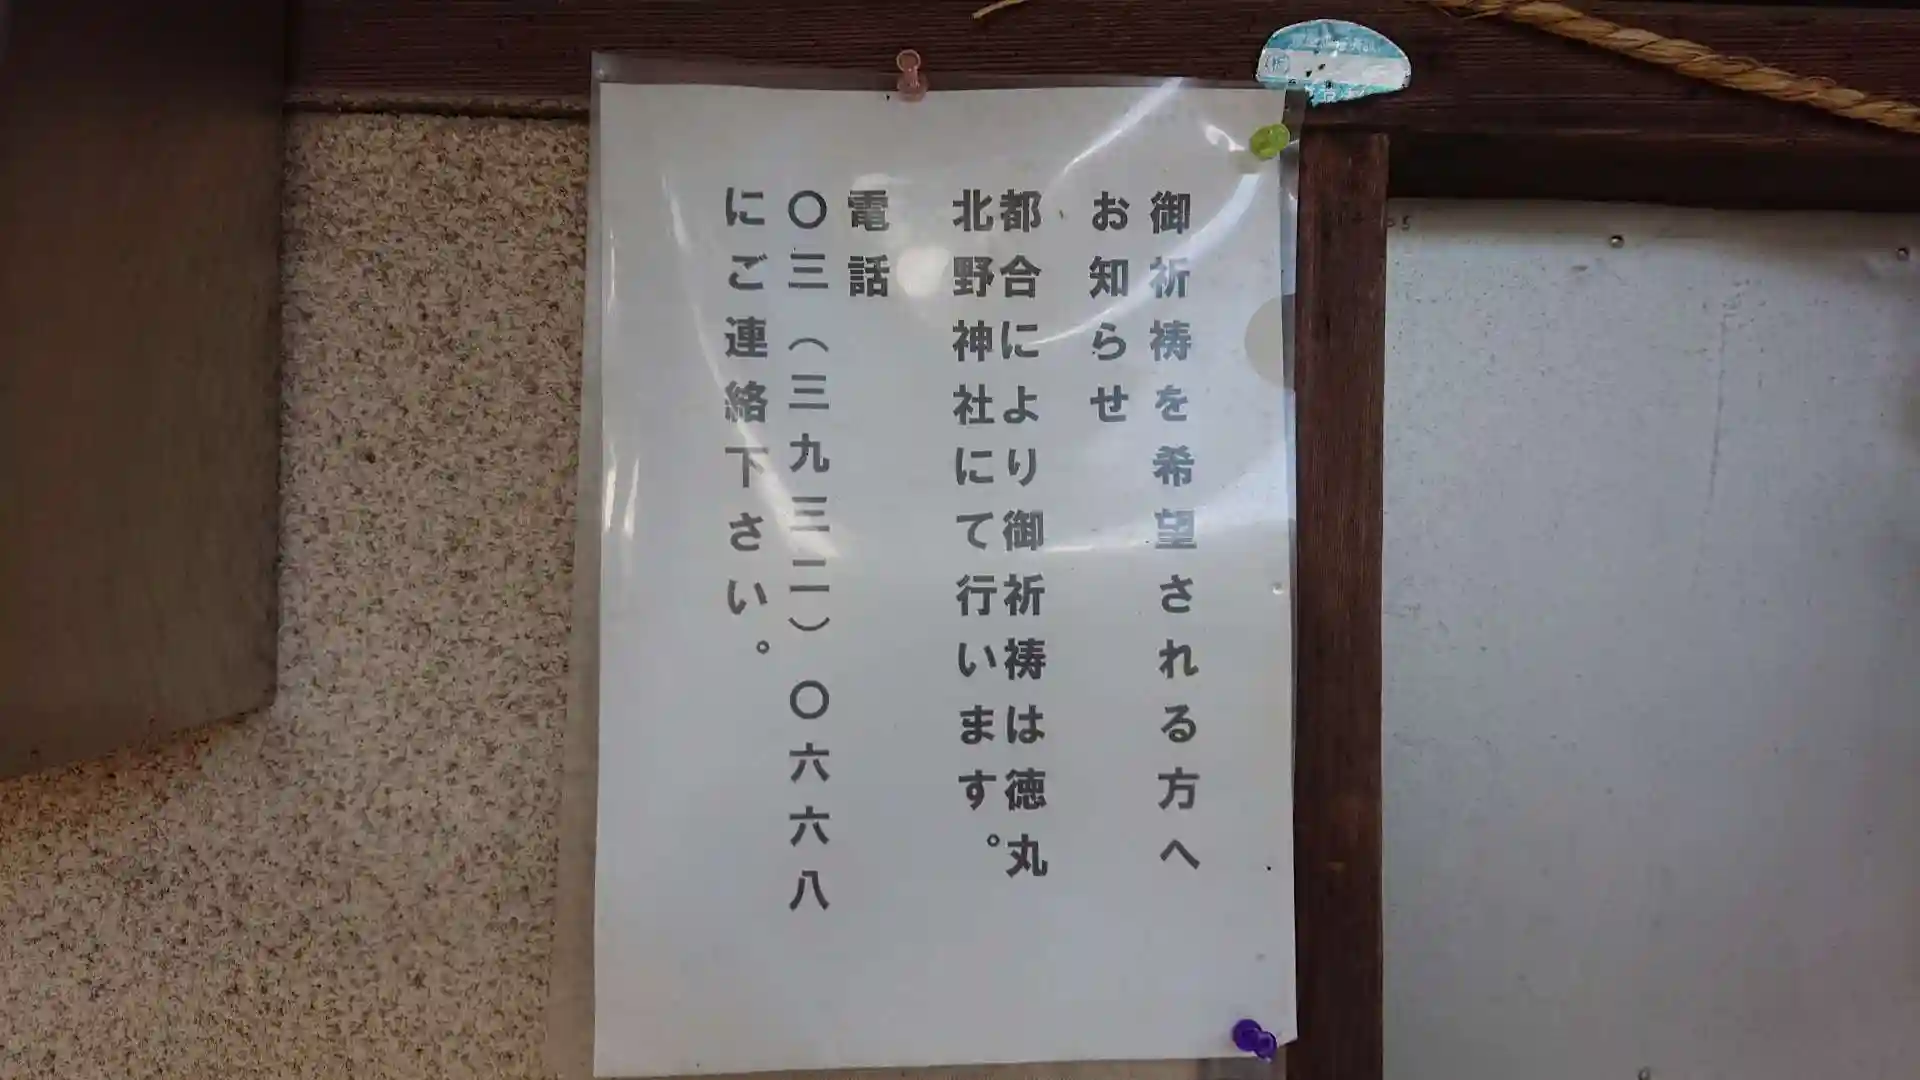 御祈祷を希望される方へ
お知らせ
都合により御祈祷は徳丸
北野神社にて行います。
電話
〇三（三九三二）〇六六八
にご連絡下さい。